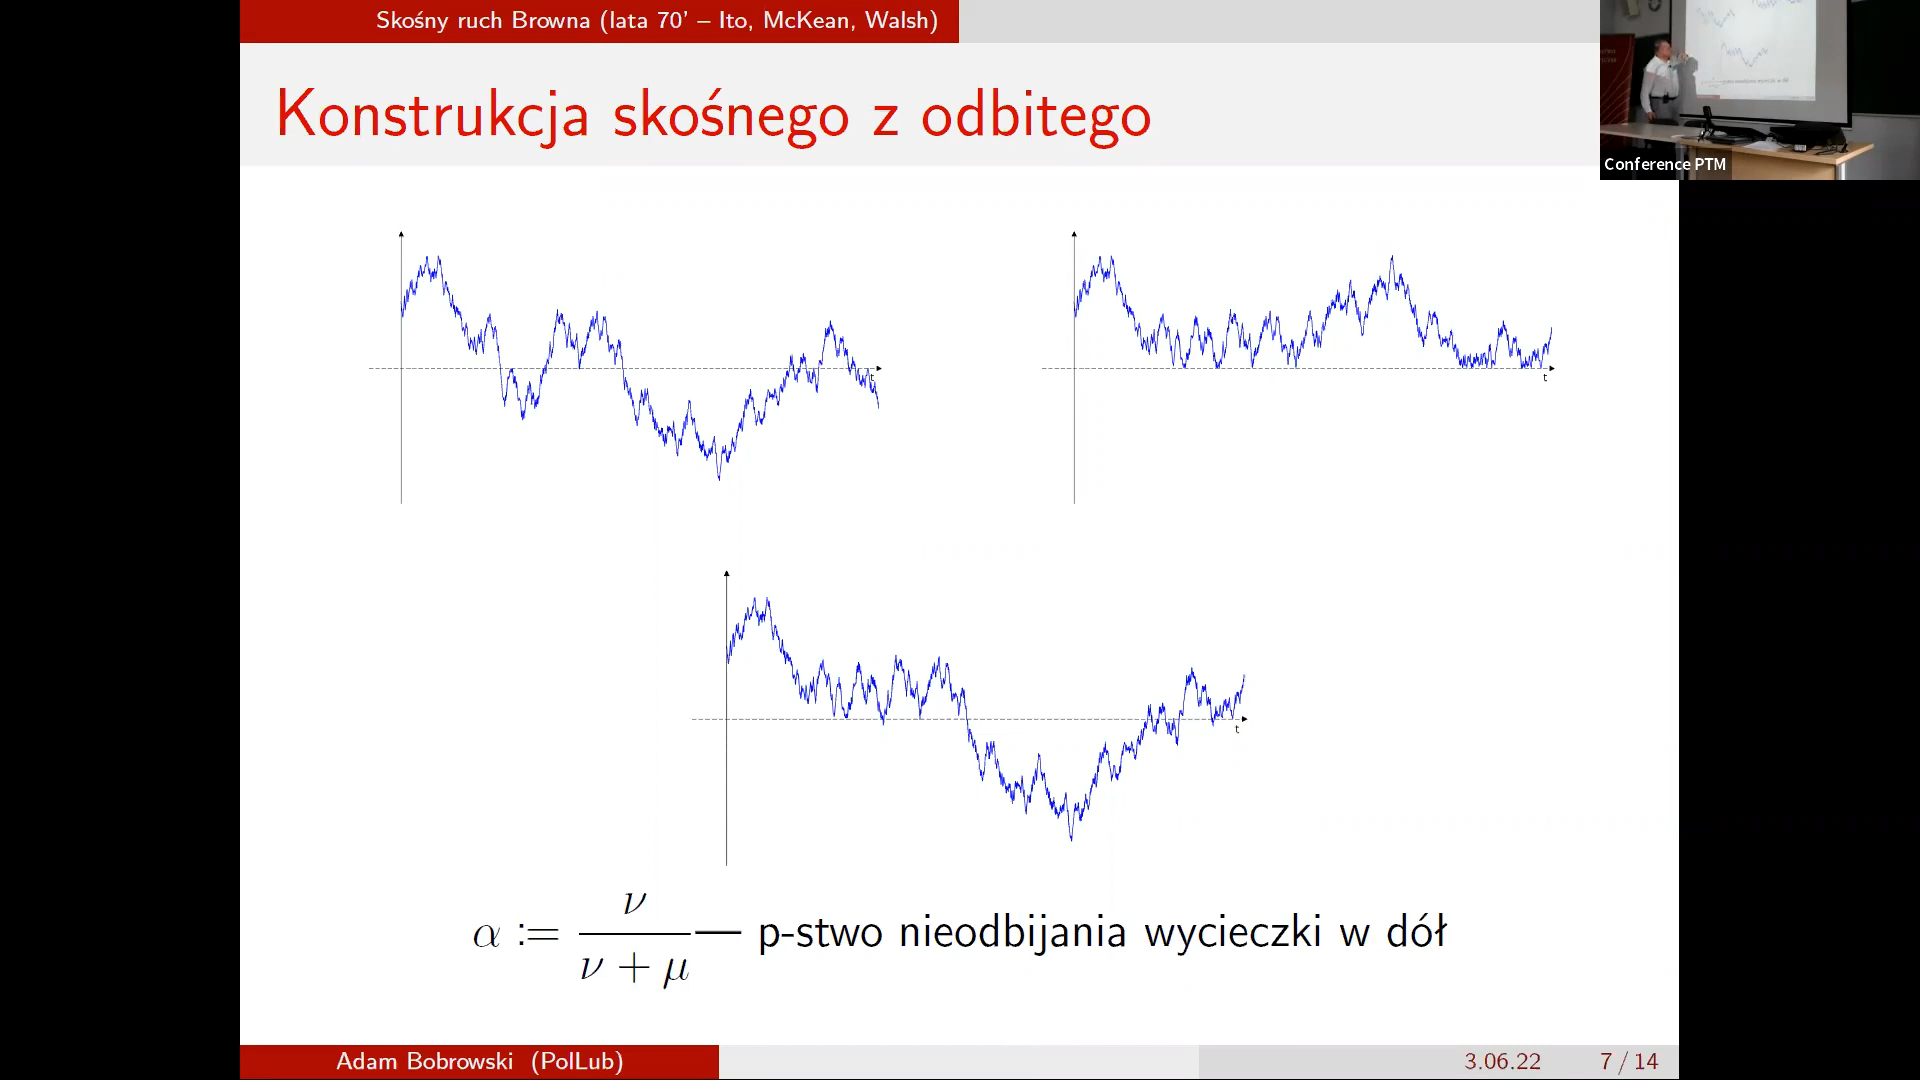 Skośny ruch Browna (lata 70' – Ito, McKean, Walsh)
Konstrukcja skośnego z odbitego
Conference PTM
t
t
t
α := ν / (ν + μ) — p-stwo nieodbijania wycieczki w dół
Adam Bobrowski (PolLub)
3.06.22
7 / 14